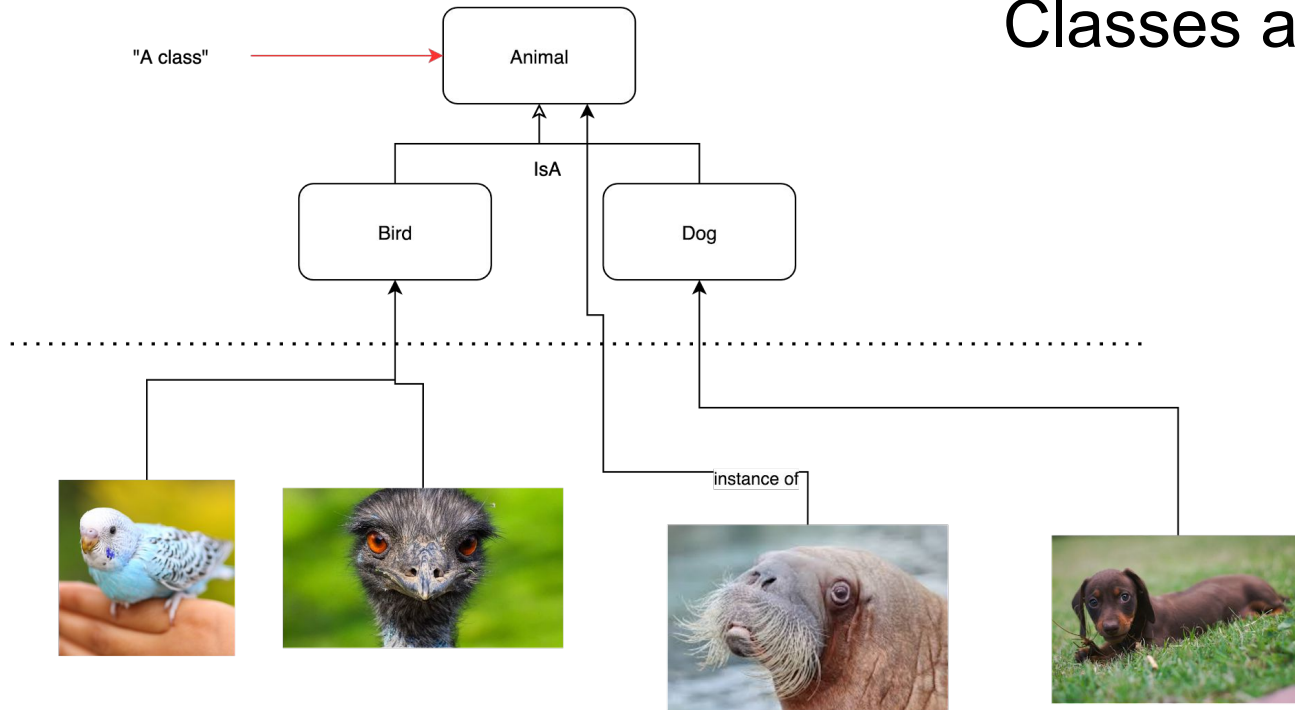 Classes a
"A class"
Animal
IsA
Bird
Dog
instance of